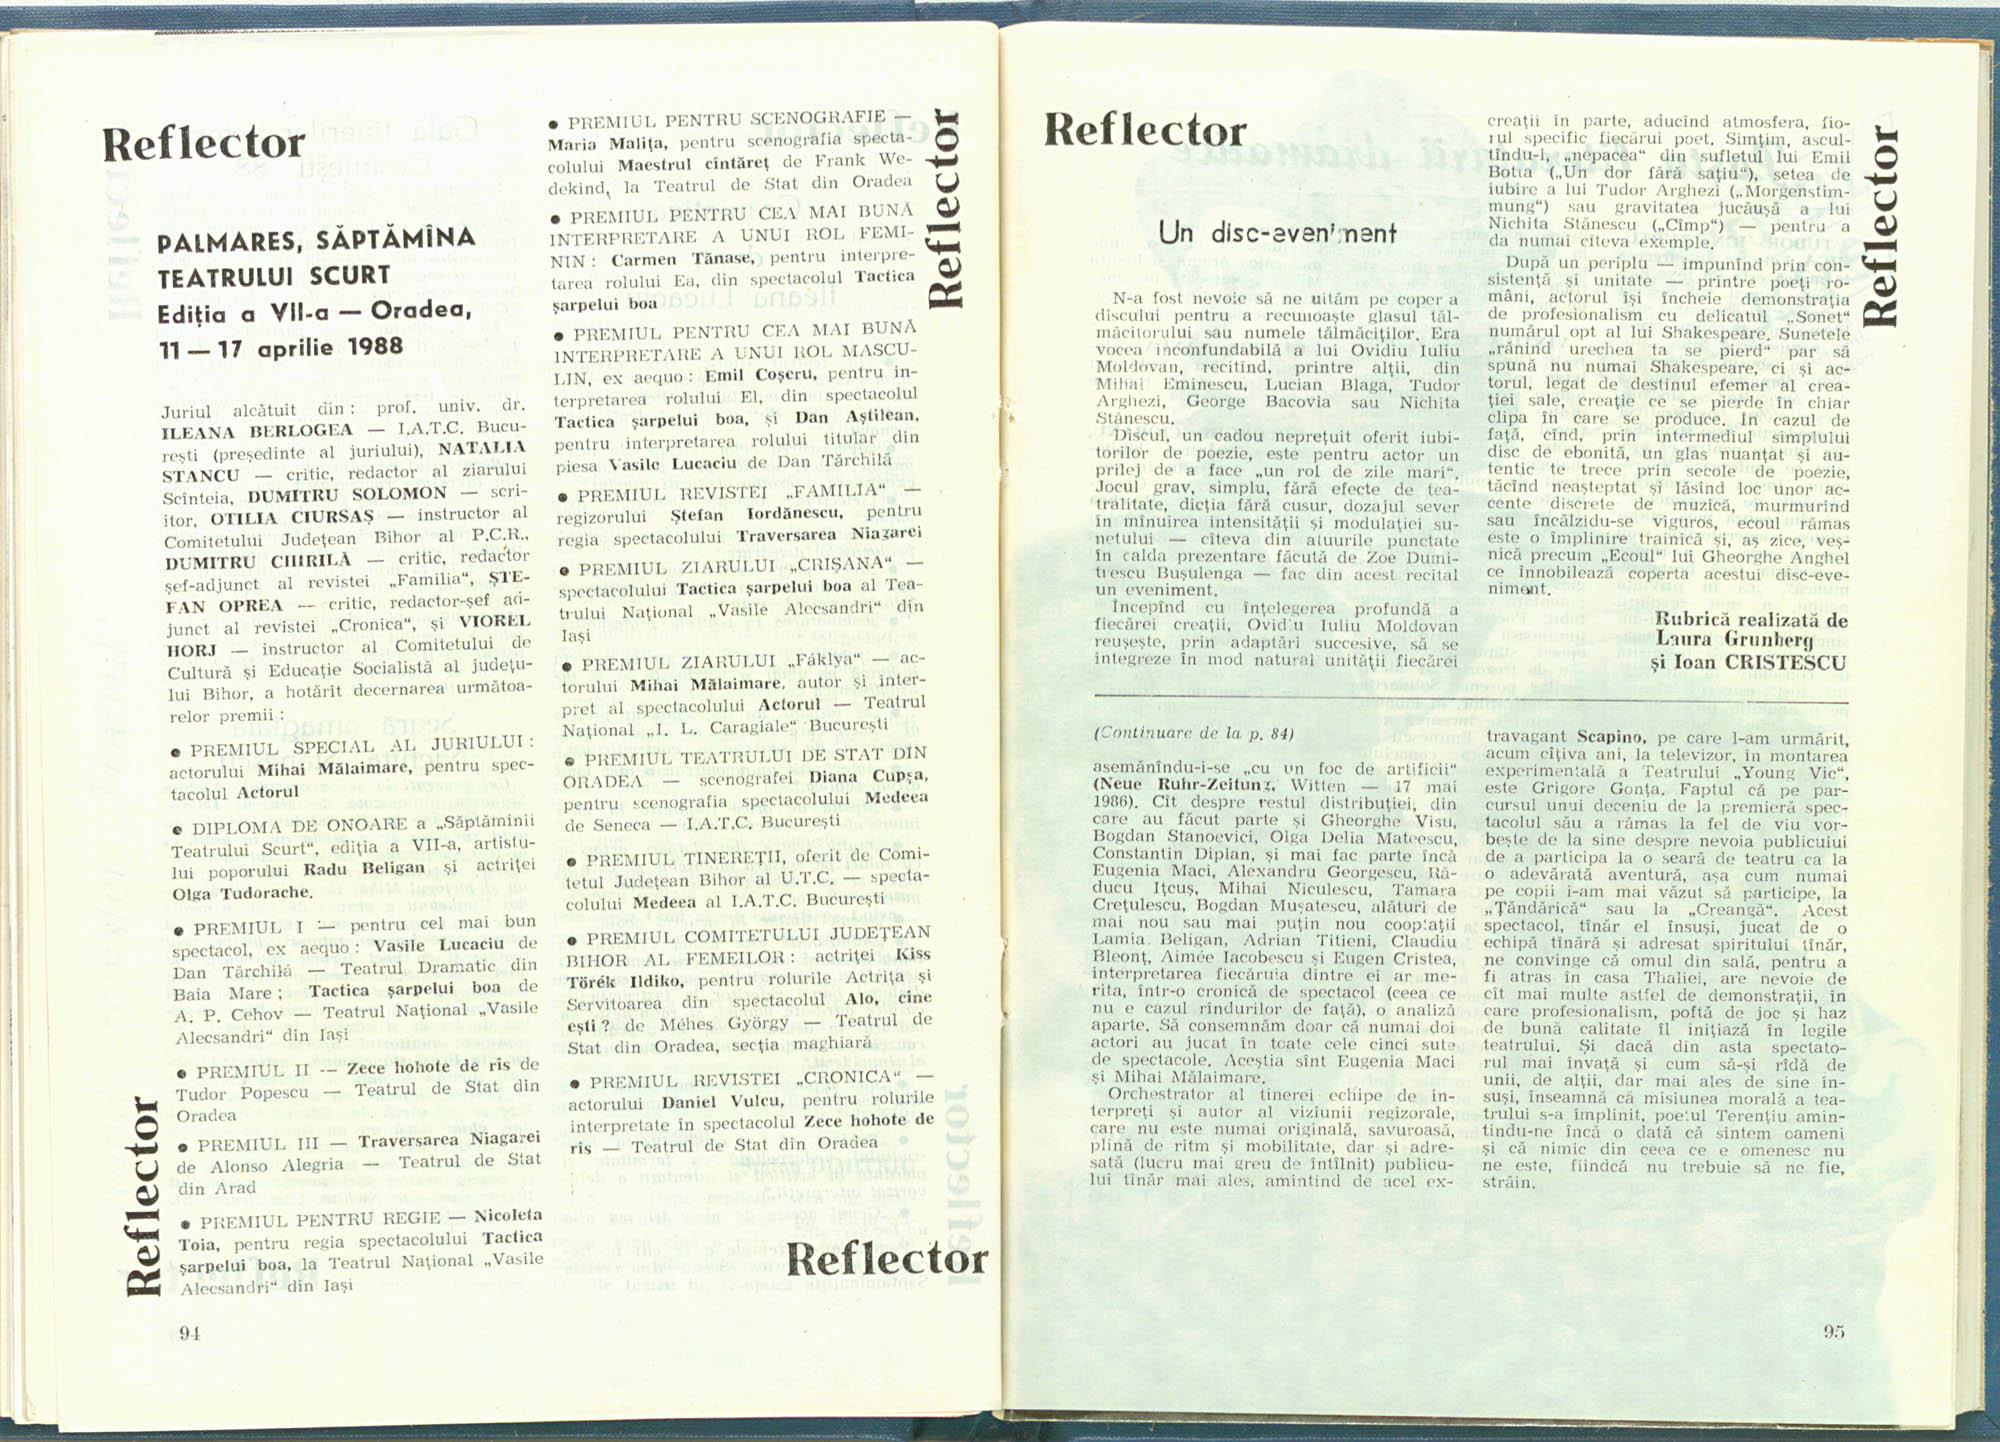 Reflector
PALMARES, SĂPTĂMÎNA
TEATRULUI SCURT
Ediția a VII-a — Oradea,
11 — 17 aprilie 1988
Juriul alcătuit din : prof. univ. dr.
ILEANA BERLOGEA — I.A.T.C. Bucu-
rești (președinte al juriului), NATALIA
STANCU — critic, redactor al ziarului
Scînteia, DUMITRU SOLOMON — scri-
itor, OTILIA CIURSAȘ — instructor al
Comitetului Județean Bihor al P.C.R.,
DUMITRU CHIRILĂ — critic, redactor
șef-adjunct al revistei „Familia“, ȘTE-
FAN OPREA — critic, redactor-șef ad-
junct al revistei „Cronica“, și VIOREL
HORJ — instructor al Comitetului de
Cultură și Educație Socialistă al județu-
lui Bihor, a hotărît decernarea următoa-
relor premii :
● PREMIUL SPECIAL AL JURIULUI :
actorului Mihai Mălaimare, pentru spec-
tacolul Actorul
● DIPLOMA DE ONOARE a „Săptămînii
Teatrului Scurt“, ediția a VII-a, artistu-
lui poporului Radu Beligan și actriței
Olga Tudorache.
● PREMIUL I — pentru cel mai bun
spectacol, ex aequo : Vasile Lucaciu de
Dan Tărchilă — Teatrul Dramatic din
Baia Mare ; Tactica șarpelui boa de
A. P. Cehov — Teatrul Național „Vasile
Alecsandri“ din Iași
● PREMIUL II — Zece hohote de rîs de
Tudor Popescu — Teatrul de Stat din
Oradea
● PREMIUL III — Traversarea Niagarei
de Alonso Alegria — Teatrul de Stat
din Arad
● PREMIUL PENTRU REGIE — Nicoleta
Toia, pentru regia spectacolului Tactica
șarpelui boa, la Teatrul Național „Vasile
Alecsandri“ din Iași
Reflector
94
● PREMIUL PENTRU SCENOGRAFIE —
Maria Malița, pentru scenografia specta-
colului Maestrul cîntăreț de Frank We-
dekind, la Teatrul de Stat din Oradea
● PREMIUL PENTRU CEA MAI BUNĂ
INTERPRETARE A UNUI ROL FEMI-
NIN : Carmen Tănase, pentru interpre-
tarea rolului Ea, din spectacolul Tactica
șarpelui boa
● PREMIUL PENTRU CEA MAI BUNĂ
INTERPRETARE A UNUI ROL MASCU-
LIN, ex aequo : Emil Coșeru, pentru in-
terpretarea rolului El, din spectacolul
Tactica șarpelui boa, și Dan Aștilean,
pentru interpretarea rolului titular din
piesa Vasile Lucaciu de Dan Tărchilă
● PREMIUL REVISTEI „FAMILIA“ —
regizorului Ștefan Iordănescu, pentru
regia spectacolului Traversarea Niagarei
● PREMIUL ZIARULUI „CRIȘANA“ —
spectacolului Tactica șarpelui boa al Tea-
trului Național „Vasile Alecsandri“ din
Iași
● PREMIUL ZIARULUI „Fáklya“ — ac-
torului Mihai Mălaimare, autor și inter-
pret al spectacolului Actorul — Teatrul
Național „I. L. Caragiale“ București
● PREMIUL TEATRULUI DE STAT DIN
ORADEA — scenografei Diana Cupșa,
pentru scenografia spectacolului Medeea
de Seneca — I.A.T.C. București
● PREMIUL TINEREȚII, oferit de Comi-
tetul Județean Bihor al U.T.C. — specta-
colului Medeea al I.A.T.C. București
● PREMIUL COMITETULUI JUDEȚEAN
BIHOR AL FEMEILOR : actriței Kiss
Törék Ildiko, pentru rolurile Actrița și
Servitoarea din spectacolul Alo, cine
ești ? de Méhes György — Teatrul de
Stat din Oradea, secția maghiară
● PREMIUL REVISTEI „CRONICA“ —
actorului Daniel Vulcu, pentru rolurile
interpretate în spectacolul Zece hohote de
rîs — Teatrul de Stat din Oradea
Reflector
Reflector
Reflector
Un disc-eveniment
N-a fost nevoie să ne uităm pe coperta
discului pentru a recunoaște glasul tăl-
măcitorului sau numele tălmăciților. Era
vocea inconfundabilă a lui Ovidiu Iuliu
Moldovan, recitînd, printre alții, din
Mihai Eminescu, Lucian Blaga, Tudor
Arghezi, George Bacovia sau Nichita
Stănescu.
Discul, un cadou neprețuit oferit iubi-
torilor de poezie, este pentru actor un
prilej de a face „un rol de zile mari“.
Jocul grav, simplu, fără efecte de tea-
tralitate, dicția fără cusur, dozajul sever
în mînuirea intensității și modulației su-
netului — cîteva din atuurile punctate
în calda prezentare făcută de Zoe Dumi-
trescu Bușulenga — fac din acest recital
un eveniment.
Începînd cu înțelegerea profundă a
fiecărei creații, Ovidiu Iuliu Moldovan
reușește, prin adaptări succesive, să se
integreze în mod natural unității fiecărei
creații în parte, aducînd atmosfera, fio-
rul specific fiecărui poet. Simțim, ascul-
tîndu-l, „nepacea“ din sufletul lui Emil
Botta („Un dor fără sațiu“), setea de
iubire a lui Tudor Arghezi („Morgenstim-
mung“) sau gravitatea jucăușă a lui
Nichita Stănescu („Cîmp“) — pentru a
da numai cîteva exemple.
După un periplu — impunînd prin con-
sistență și unitate — printre poeți ro-
mâni, actorul își încheie demonstrația
de profesionalism cu delicatul „Sonet“
numărul opt al lui Shakespeare. Sunetele
„rănind urechea ta se pierd“ par să
spună nu numai Shakespeare, ci și ac-
torul, legat de destinul efemer al crea-
ției sale, creație ce se pierde în chiar
clipa în care se produce. În cazul de
față, cînd, prin intermediul simplului
disc de ebonită, un glas nuanțat și au-
tentic te trece prin secole de poezie,
tăcînd neașteptat și lăsînd loc unor ac-
cente discrete de muzică, murmurînd
sau încălzidu-se viguros, ecoul rămas
este o împlinire trainică și, aș zice, veș-
nică precum „Ecoul“ lui Gheorghe Anghel
ce înnobilează coperta acestui disc-eve-
niment.
Rubrică realizată de
Laura Grunberg
și Ioan CRISTESCU
Reflector
(Continuare de la p. 84)
asemănîndu-i-se „cu un foc de artificii“
(Neue Ruhr-Zeitung, Witten — 17 mai
1986). Cît despre restul distribuției, din
care au făcut parte și Gheorghe Visu,
Bogdan Stanoevici, Olga Delia Mateescu,
Constantin Diplan, și mai fac parte încă
Eugenia Maci, Alexandru Georgescu, Ră-
ducu Ițcuș, Mihai Niculescu, Tamara
Crețulescu, Bogdan Mușatescu, alături de
mai nou sau mai puțin nou cooptații
Lamia Beligan, Adrian Titieni, Claudiu
Bleonț, Aimée Iacobescu și Eugen Cristea,
interpretarea fiecăruia dintre ei ar me-
rita, într-o cronică de spectacol (ceea ce
nu e cazul rîndurilor de față), o analiză
aparte. Să consemnăm doar că numai doi
actori au jucat în toate cele cinci sute
de spectacole. Aceștia sînt Eugenia Maci
și Mihai Mălaimare.
Orchestrator al tinerei echipe de in-
terpreți și autor al viziunii regizorale,
care nu este numai originală, savuroasă,
plină de ritm și mobilitate, dar și adre-
sată (lucru mai greu de întîlnit) publicu-
lui tînăr mai ales, amintind de acel ex-
travagant Scapino, pe care l-am urmărit,
acum cîțiva ani, la televizor, în montarea
experimentală a Teatrului „Young Vic“,
este Grigore Gonța. Faptul că pe par-
cursul unui deceniu de la premieră spec-
tacolul său a rămas la fel de viu vor-
bește de la sine despre nevoia publicului
de a participa la o seară de teatru ca la
o adevărată aventură, așa cum numai
pe copii i-am mai văzut să participe, la
„Țăndărică“ sau la „Creangă“. Acest
spectacol, tînăr el însuși, jucat de o
echipă tînără și adresat spiritului tînăr,
ne convinge că omul din sală, pentru a
fi atras în casa Thaliei, are nevoie de
cît mai multe astfel de demonstrații, în
care profesionalism, poftă de joc și haz
de bună calitate îl inițiază în legile
teatrului. Și dacă din asta spectato-
rul mai învață și cum să-și rîdă de
unii, de alții, dar mai ales de sine în-
suși, înseamnă că misiunea morală a tea-
trului s-a împlinit, poetul Terențiu amin-
tindu-ne încă o dată că sîntem oameni
și că nimic din ceea ce e omenesc nu
ne este, fiindcă nu trebuie să ne fie,
străin.
95